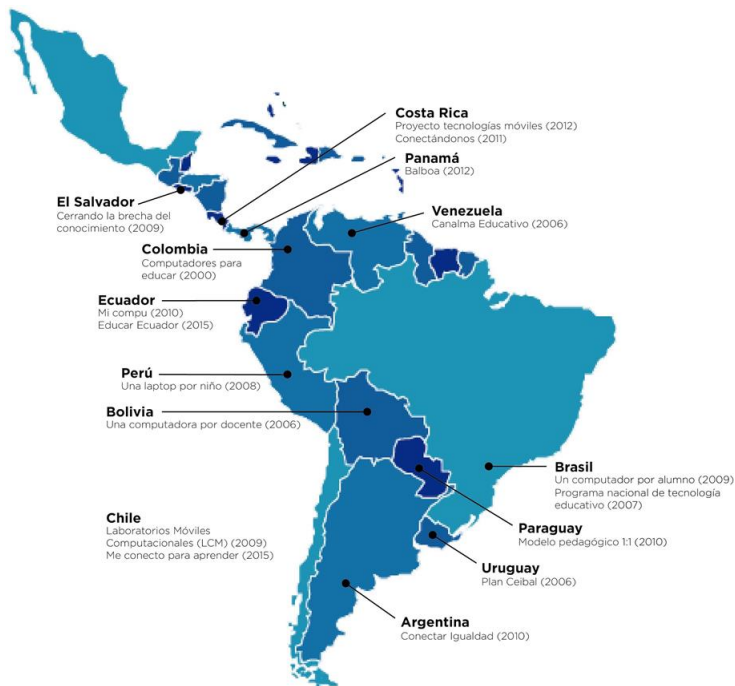 Costa Rica
Proyecto tecnologías móviles (2012)
Conectándonos (2011)
Panamá
Balboa (2012)
El Salvador
Cerrando la brecha del
conocimiento (2009)
Venezuela
Canalma Educativo (2006)
Colombia
Computadores para
educar (2000)
Ecuador
Mi compu (2010)
Educar Ecuador (2015)
Perú
Una laptop por niño (2008)
Bolivia
Una computadora por docente (2006)
Brasil
Un computador por alumno (2009)
Programa nacional de tecnología
educativo (2007)
Chile
Laboratorios Móviles
Computacionales (LCM) (2009)
Me conecto para aprender (2015)
Paraguay
Modelo pedagógico 1:1 (2010)
Uruguay
Plan Ceibal (2006)
Argentina
Conectar Igualdad (2010)